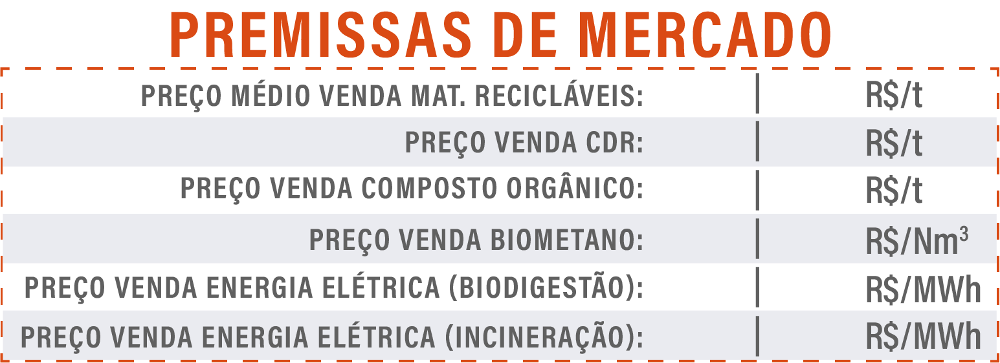 PREMISSAS DE MERCADO
PREÇO MÉDIO VENDA MAT. RECICLÁVEIS: R$/t
PREÇO VENDA CDR: R$/t
PREÇO VENDA COMPOSTO ORGÂNICO: R$/t
PREÇO VENDA BIOMETANO: R$/Nm³
PREÇO VENDA ENERGIA ELÉTRICA (BIODIGESTÃO): R$/MWh
PREÇO VENDA ENERGIA ELÉTRICA (INCINERAÇÃO): R$/MWh